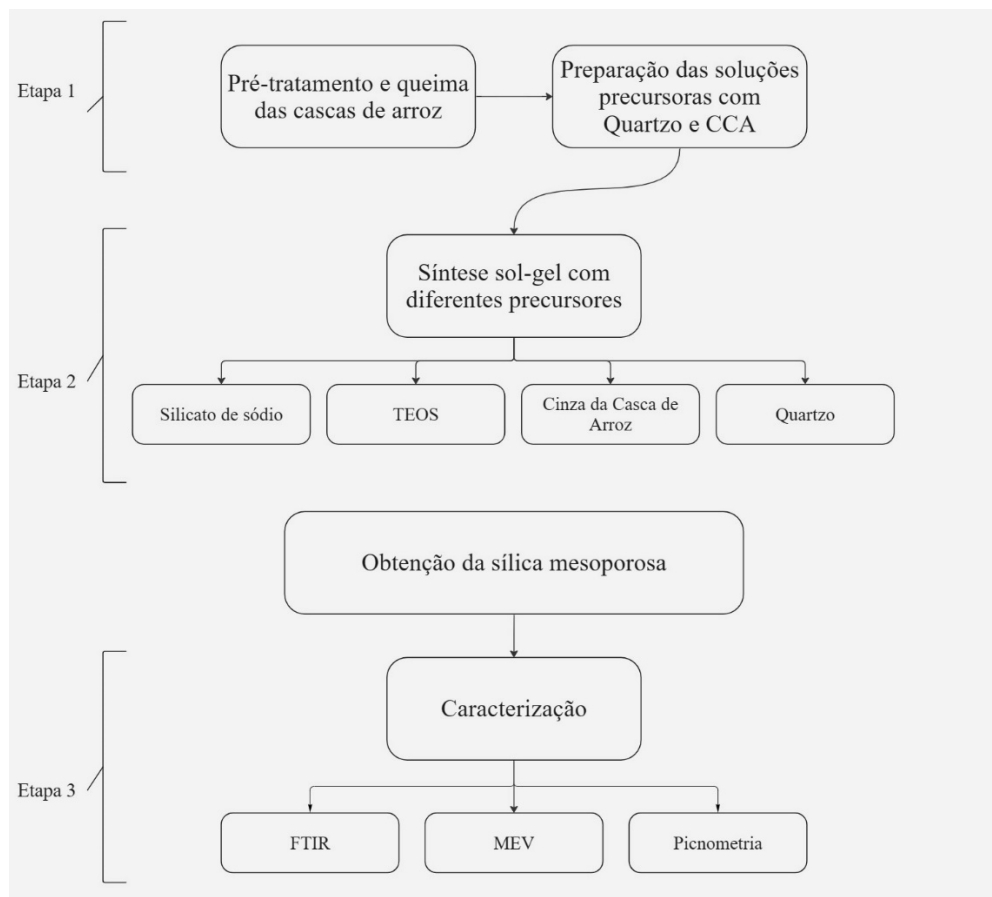 Etapa 1
Pré-tratamento e queima
das cascas de arroz
Preparação das soluções
precursoras com
Quartzo e CCA
Etapa 2
Síntese sol-gel com
diferentes precursores
Silicato de sódio
TEOS
Cinza da Casca de
Arroz
Quartzo
Obtenção da sílica mesoporosa
Etapa 3
Caracterização
FTIR
MEV
Picnometria